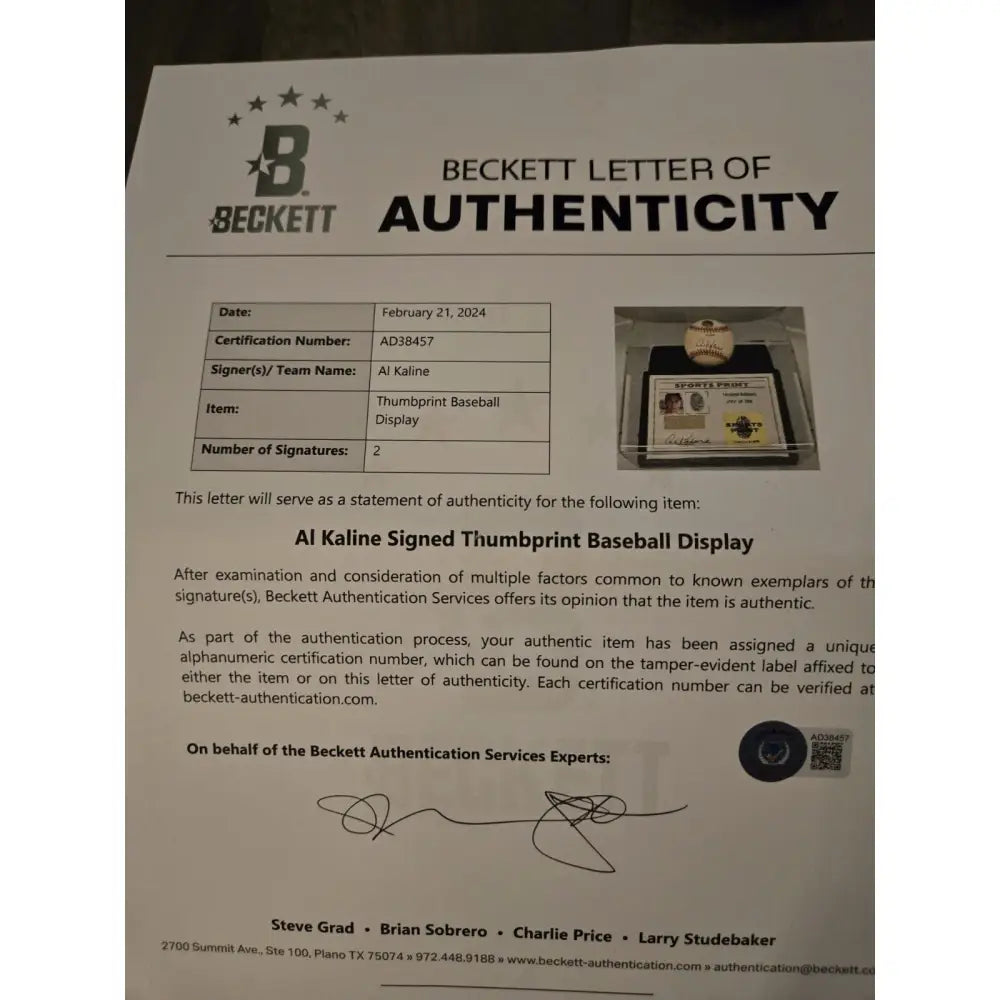 B
BECKETT
BECKETT LETTER OF
AUTHENTICITY
Date: February 21, 2024
Certification Number: AD38457
Signer(s)/ Team Name: Al Kaline
Item: Thumbprint Baseball
Display
Number of Signatures: 2
SPORTS PRINT
This letter will serve as a statement of authenticity for the following item:
Al Kaline Signed Thumbprint Baseball Display
After examination and consideration of multiple factors common to known exemplars of th
signature(s), Beckett Authentication Services offers its opinion that the item is authentic.
As part of the authentication process, your authentic item has been assigned a unique
alphanumeric certification number, which can be found on the tamper-evident label affixed to
either the item or on this letter of authenticity. Each certification number can be verified at
beckett-authentication.com.
AD38457
On behalf of the Beckett Authentication Services Experts:
Steve Grad • Brian Sobrero • Charlie Price • Larry Studebaker
2700 Summit Ave., Ste 100, Plano TX 75074 » 972.448.9188 » www.beckett-authentication.com » authentication@beckett.co